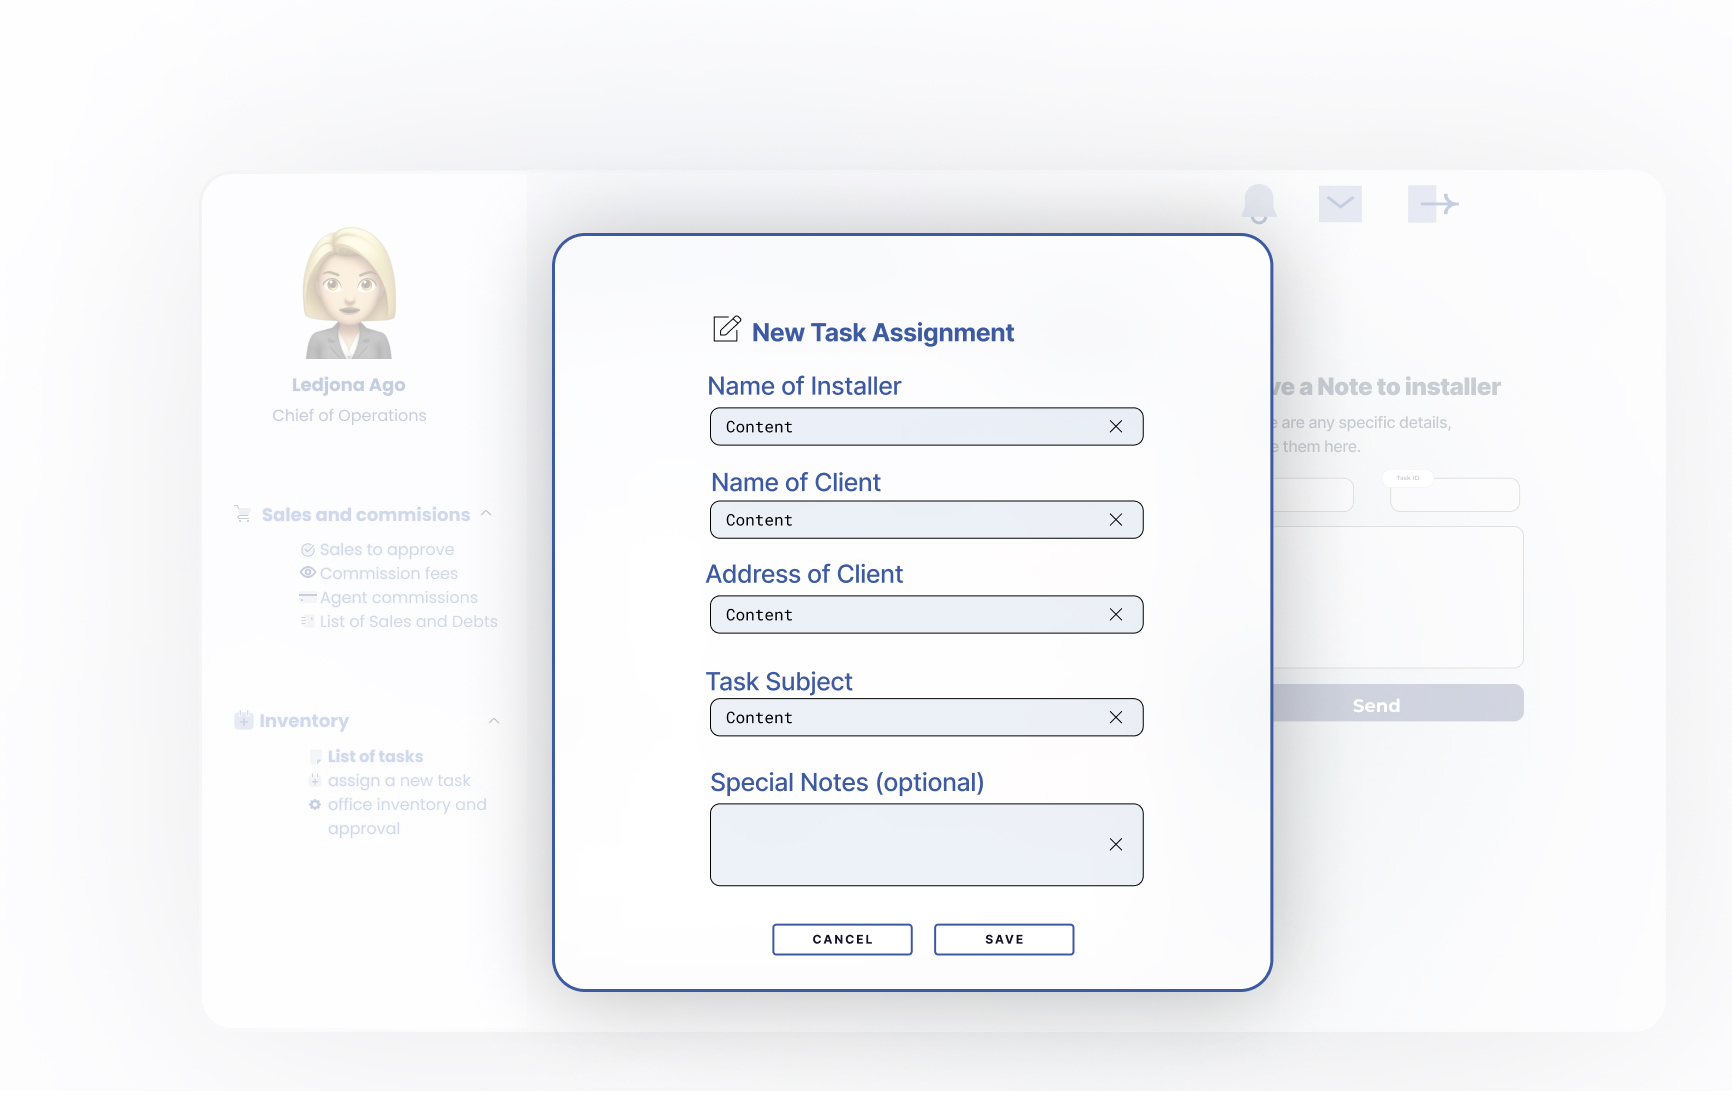 Ledjona Ago
Chief of Operations
Sales and commisions
Sales to approve
Commission fees
Agent commissions
List of Sales and Debts
Inventory
List of tasks
assign a new task
office inventory and
approval
New Task Assignment
Name of Installer
Content
Name of Client
Content
Address of Client
Content
Task Subject
Content
Special Notes (optional)
CANCEL
SAVE
a Note to installer
are any specific details,
them here.
Task ID
Send